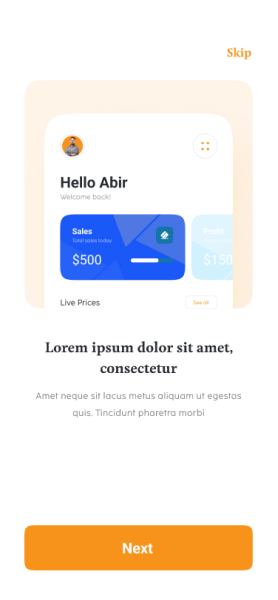 Skip
Hello Abir
Welcome back!
Sales
Total sales today
$500
Profit
$150
Live Prices
See all
Lorem ipsum dolor sit amet,
consectetur
Amet neque sit lacus metus aliquam ut egestas
quis. Tincidunt pharetra morbi
Next